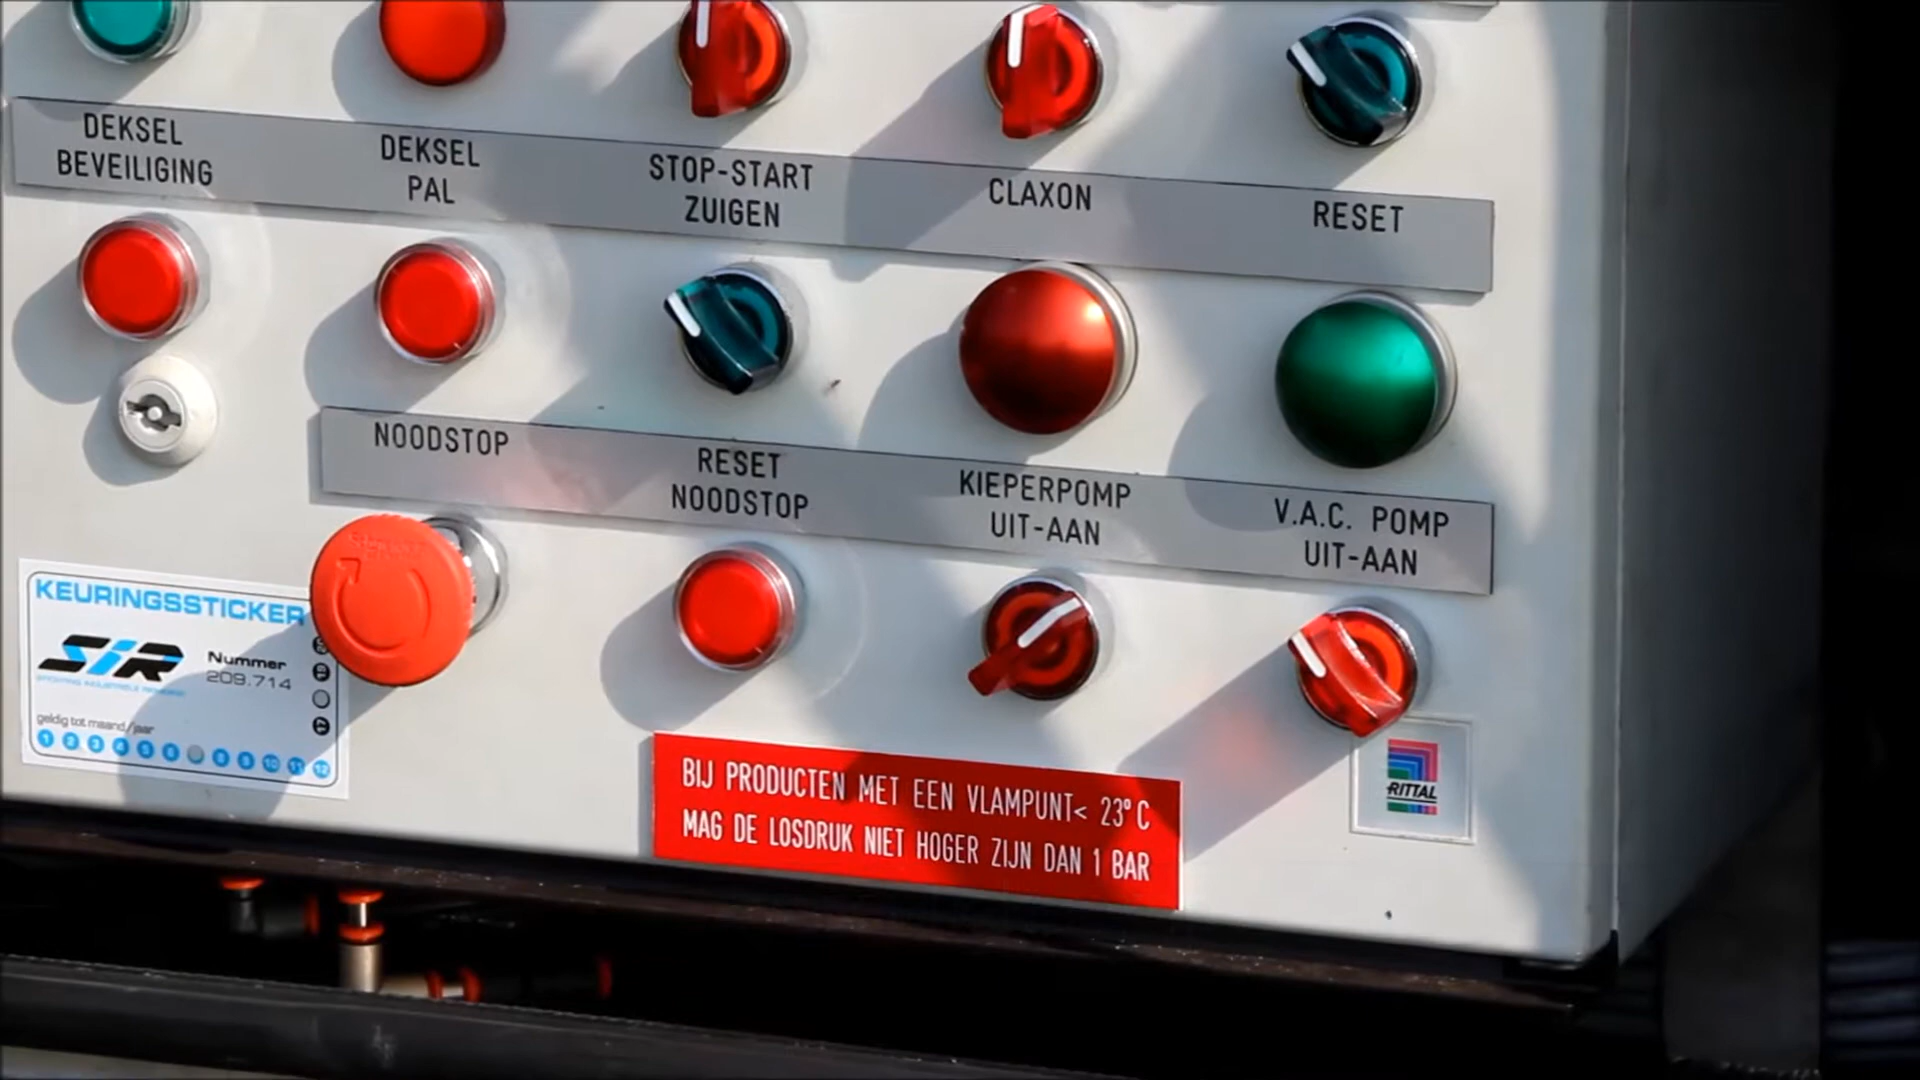 DEKSEL
BEVEILIGING
DEKSEL
PAL
STOP-START
ZUIGEN
CLAXON
RESET
NOODSTOP
RESET
NOODSTOP
KIEPERPOMP
UIT-AAN
V.A.C. POMP
UIT-AAN
KEURINGSSTICKER
SIR
Nummer
209.714
geldig tot maand/jaar
1 2 3 4 5 6 8 9 10 11 12
BIJ PRODUCTEN MET EEN VLAMPUNT< 23°C
MAG DE LOSDRUK NIET HOGER ZIJN DAN 1 BAR
RITTAL